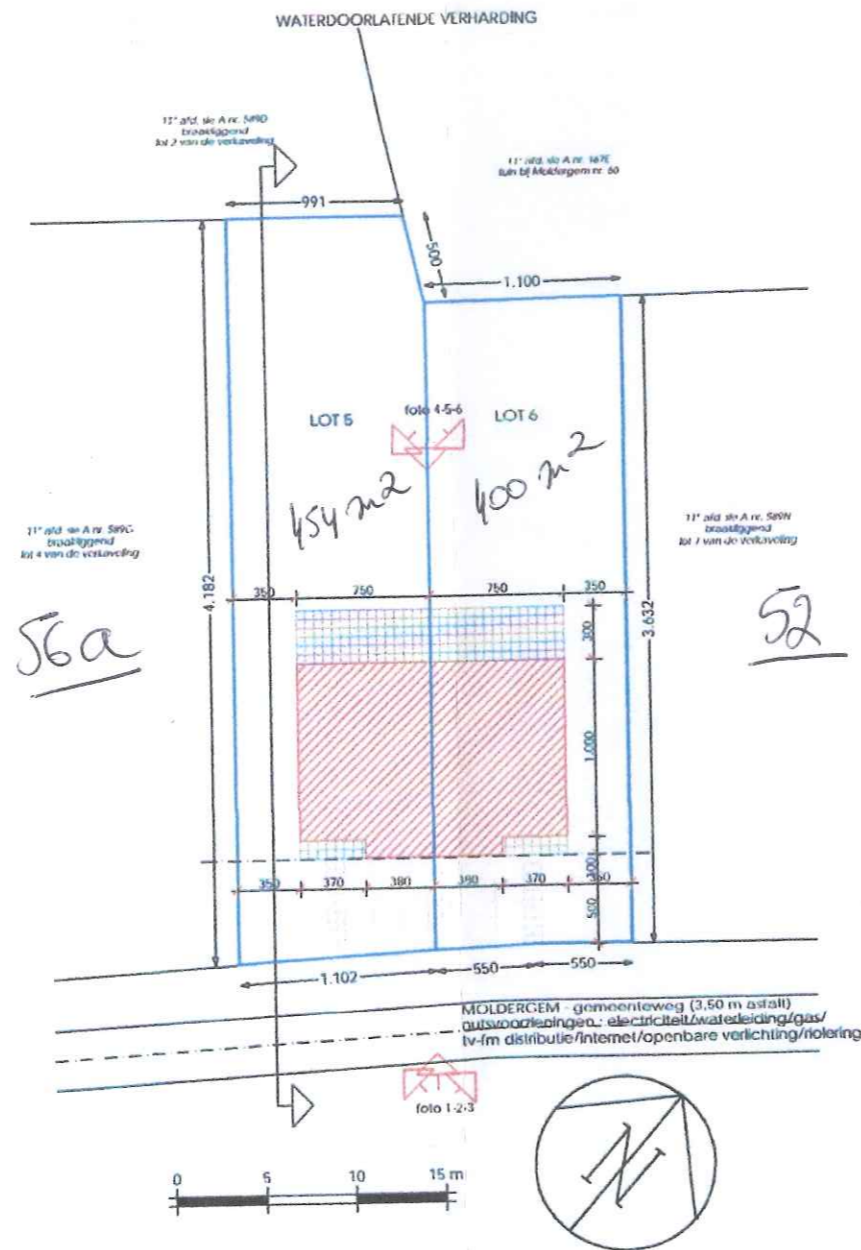 WATERDOORLATENDE VERHARDING
11° afd. sie A nr. 589D
braakliggend
lot 2 van de verkaveling
11° afd. sie A nr. 167E
tuin bij Moldergem nr. 60
991
500
1.100
LOT 5
foto 4-5-6
LOT 6
454 m2
400 m2
11° afd. sie A nr. 589G
braakliggend
lot 4 van de verkaveling
11° afd. sie A nr. 589N
braakliggend
lot 7 van de verkaveling
4.182
350
750
750
350
56a
300
3.632
52
1.000
100
350
370
380
380
370
350
500
1.102
550
550
MOLDERGEM - gemeenteweg (3,50 m asfalt)
nutsvoorzieningen: electriciteit/waterleiding/gas/
tv-fm distributie/internet/openbare verlichting/riolering
foto 1-2-3
0 5 10 15 m
N